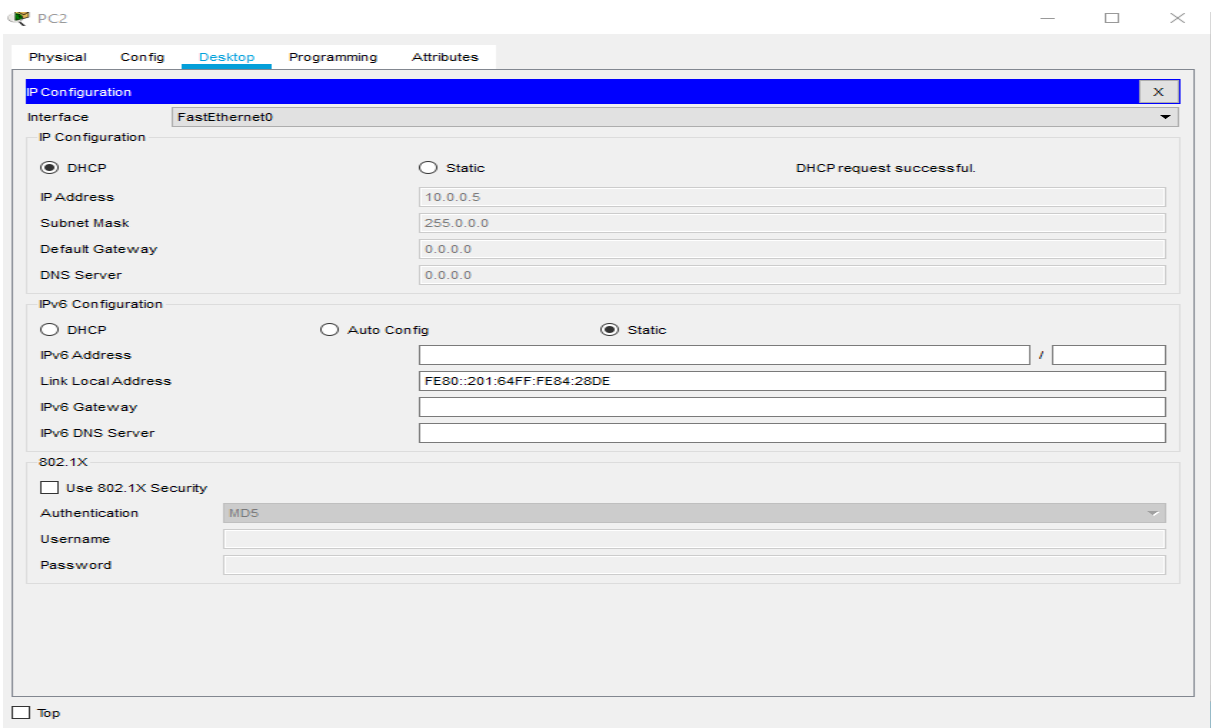 PC2
Physical Config Desktop Programming Attributes
IP Configuration X
Interface FastEthernet0
IP Configuration
DHCP Static DHCP request successful.
IP Address 10.0.0.5
Subnet Mask 255.0.0.0
Default Gateway 0.0.0.0
DNS Server 0.0.0.0
IPv6 Configuration
DHCP Auto Config Static
IPv6 Address /
Link Local Address FE80::201:64FF:FE84:28DE
IPv6 Gateway
IPv6 DNS Server
802.1X
Use 802.1X Security
Authentication MD5
Username
Password
Top